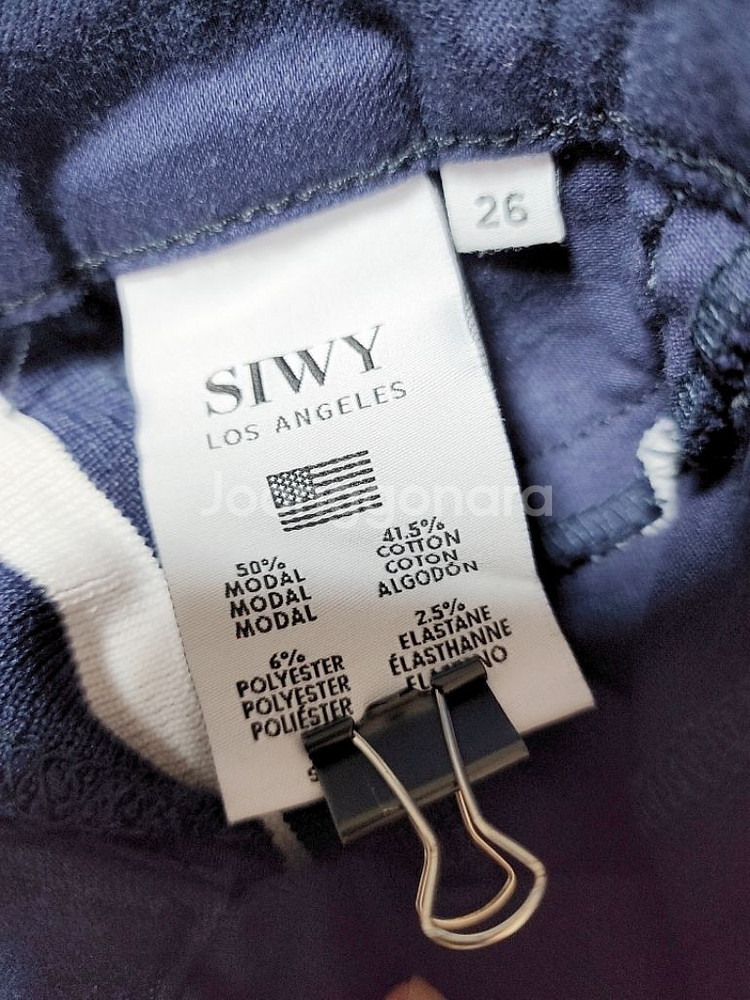 26
SIWY
LOS ANGELES
Joonggonara
50%
MODAL
MODAL
MODAL
41.5%
COTTON
COTON
ALGODÓN
6%
POLYESTER
POLYESTER
POLIÉSTER
2.5%
ELASTANE
ÉLASTHANNE